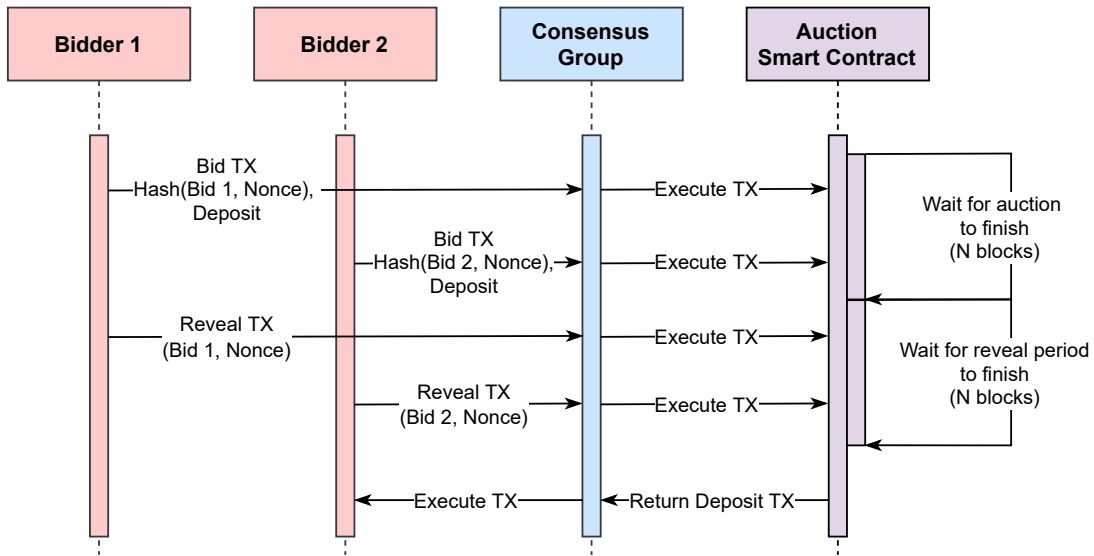 Bidder 1
Bidder 2
Consensus
Group
Auction
Smart Contract
Bid TX
Hash(Bid 1, Nonce),
Deposit
Execute TX
Wait for auction
to finish
(N blocks)
Bid TX
Hash(Bid 2, Nonce),
Deposit
Execute TX
Reveal TX
(Bid 1, Nonce)
Execute TX
Wait for reveal period
to finish
(N blocks)
Reveal TX
(Bid 2, Nonce)
Execute TX
Execute TX
Return Deposit TX